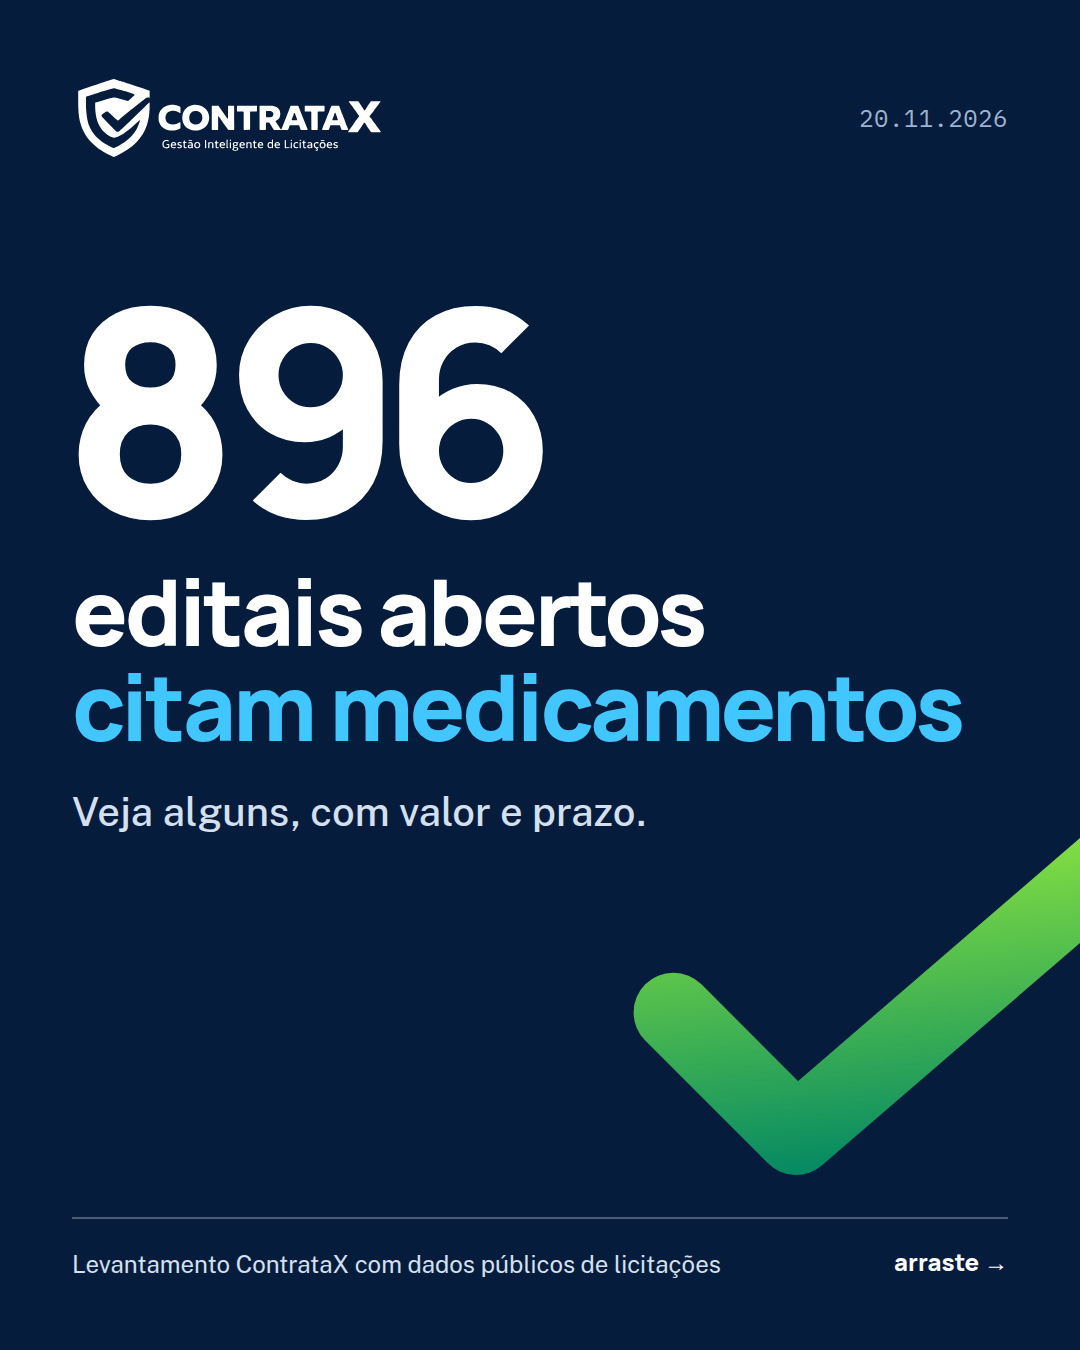 CONTRATAX
Gestão Inteligente de Licitações
20.11.2026
896
editais abertos
citam medicamentos
Veja alguns, com valor e prazo.
Levantamento ContrataX com dados públicos de licitações
arraste →